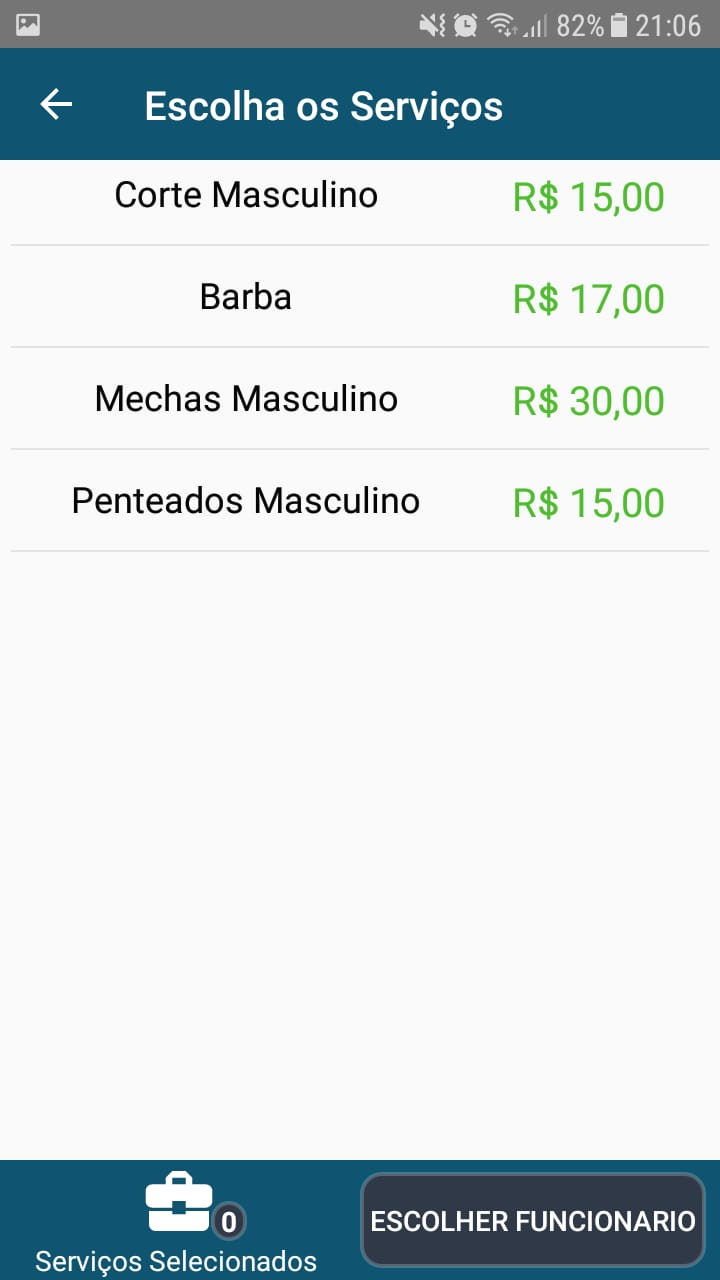 82% 21:06
Escolha os Serviços
Corte Masculino R$ 15,00
Barba R$ 17,00
Mechas Masculino R$ 30,00
Penteados Masculino R$ 15,00
0
Serviços Selecionados
ESCOLHER FUNCIONARIO